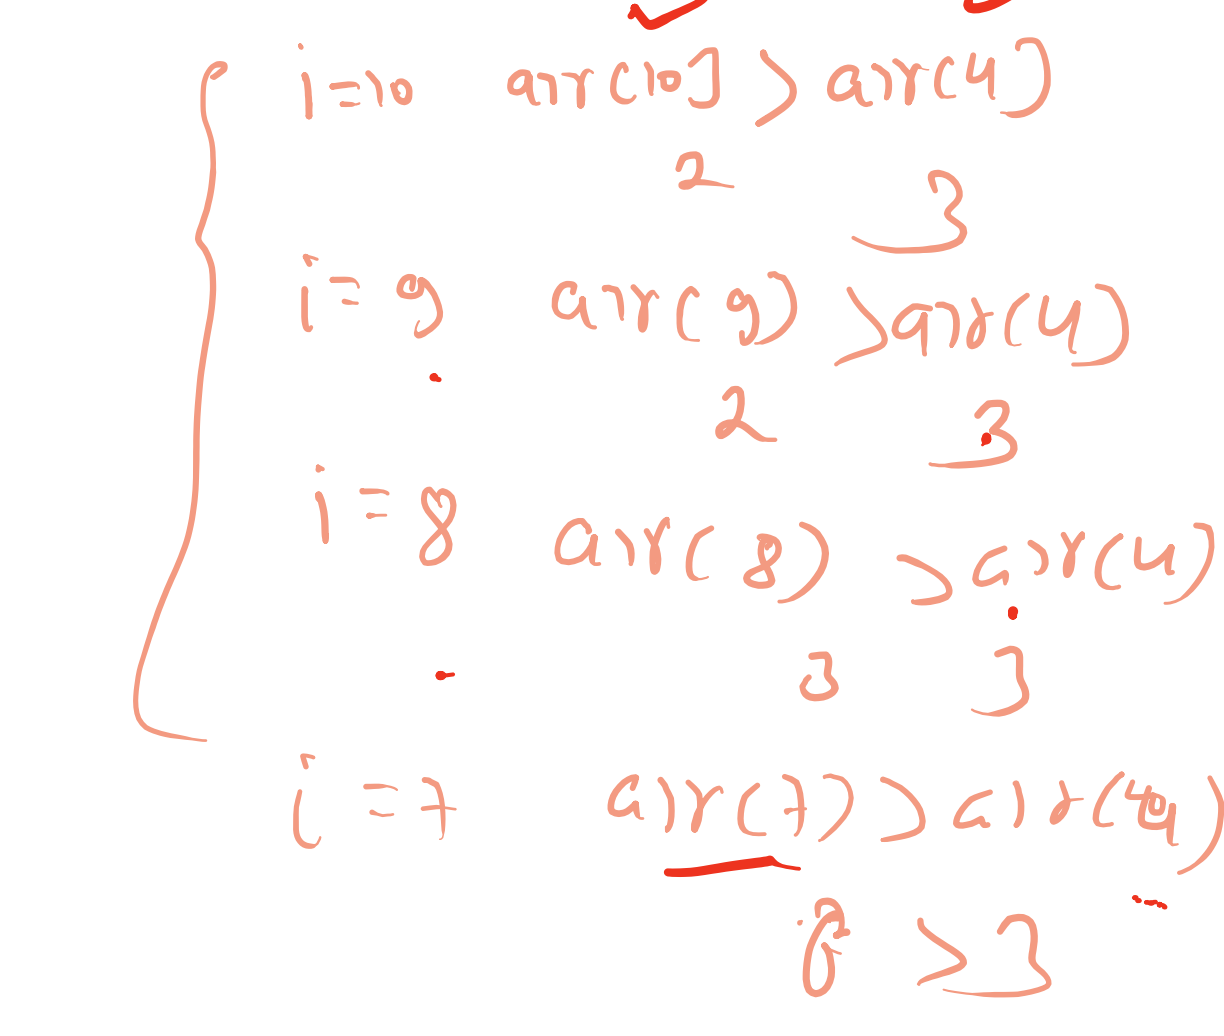 i=10 arr(10] > arr(4)
2 3
i=9 arr(9) >arr(4)
2 3
i=8 arr(8) >arr(4)
3 3
i=7 arr(7) > arr(4)
>3